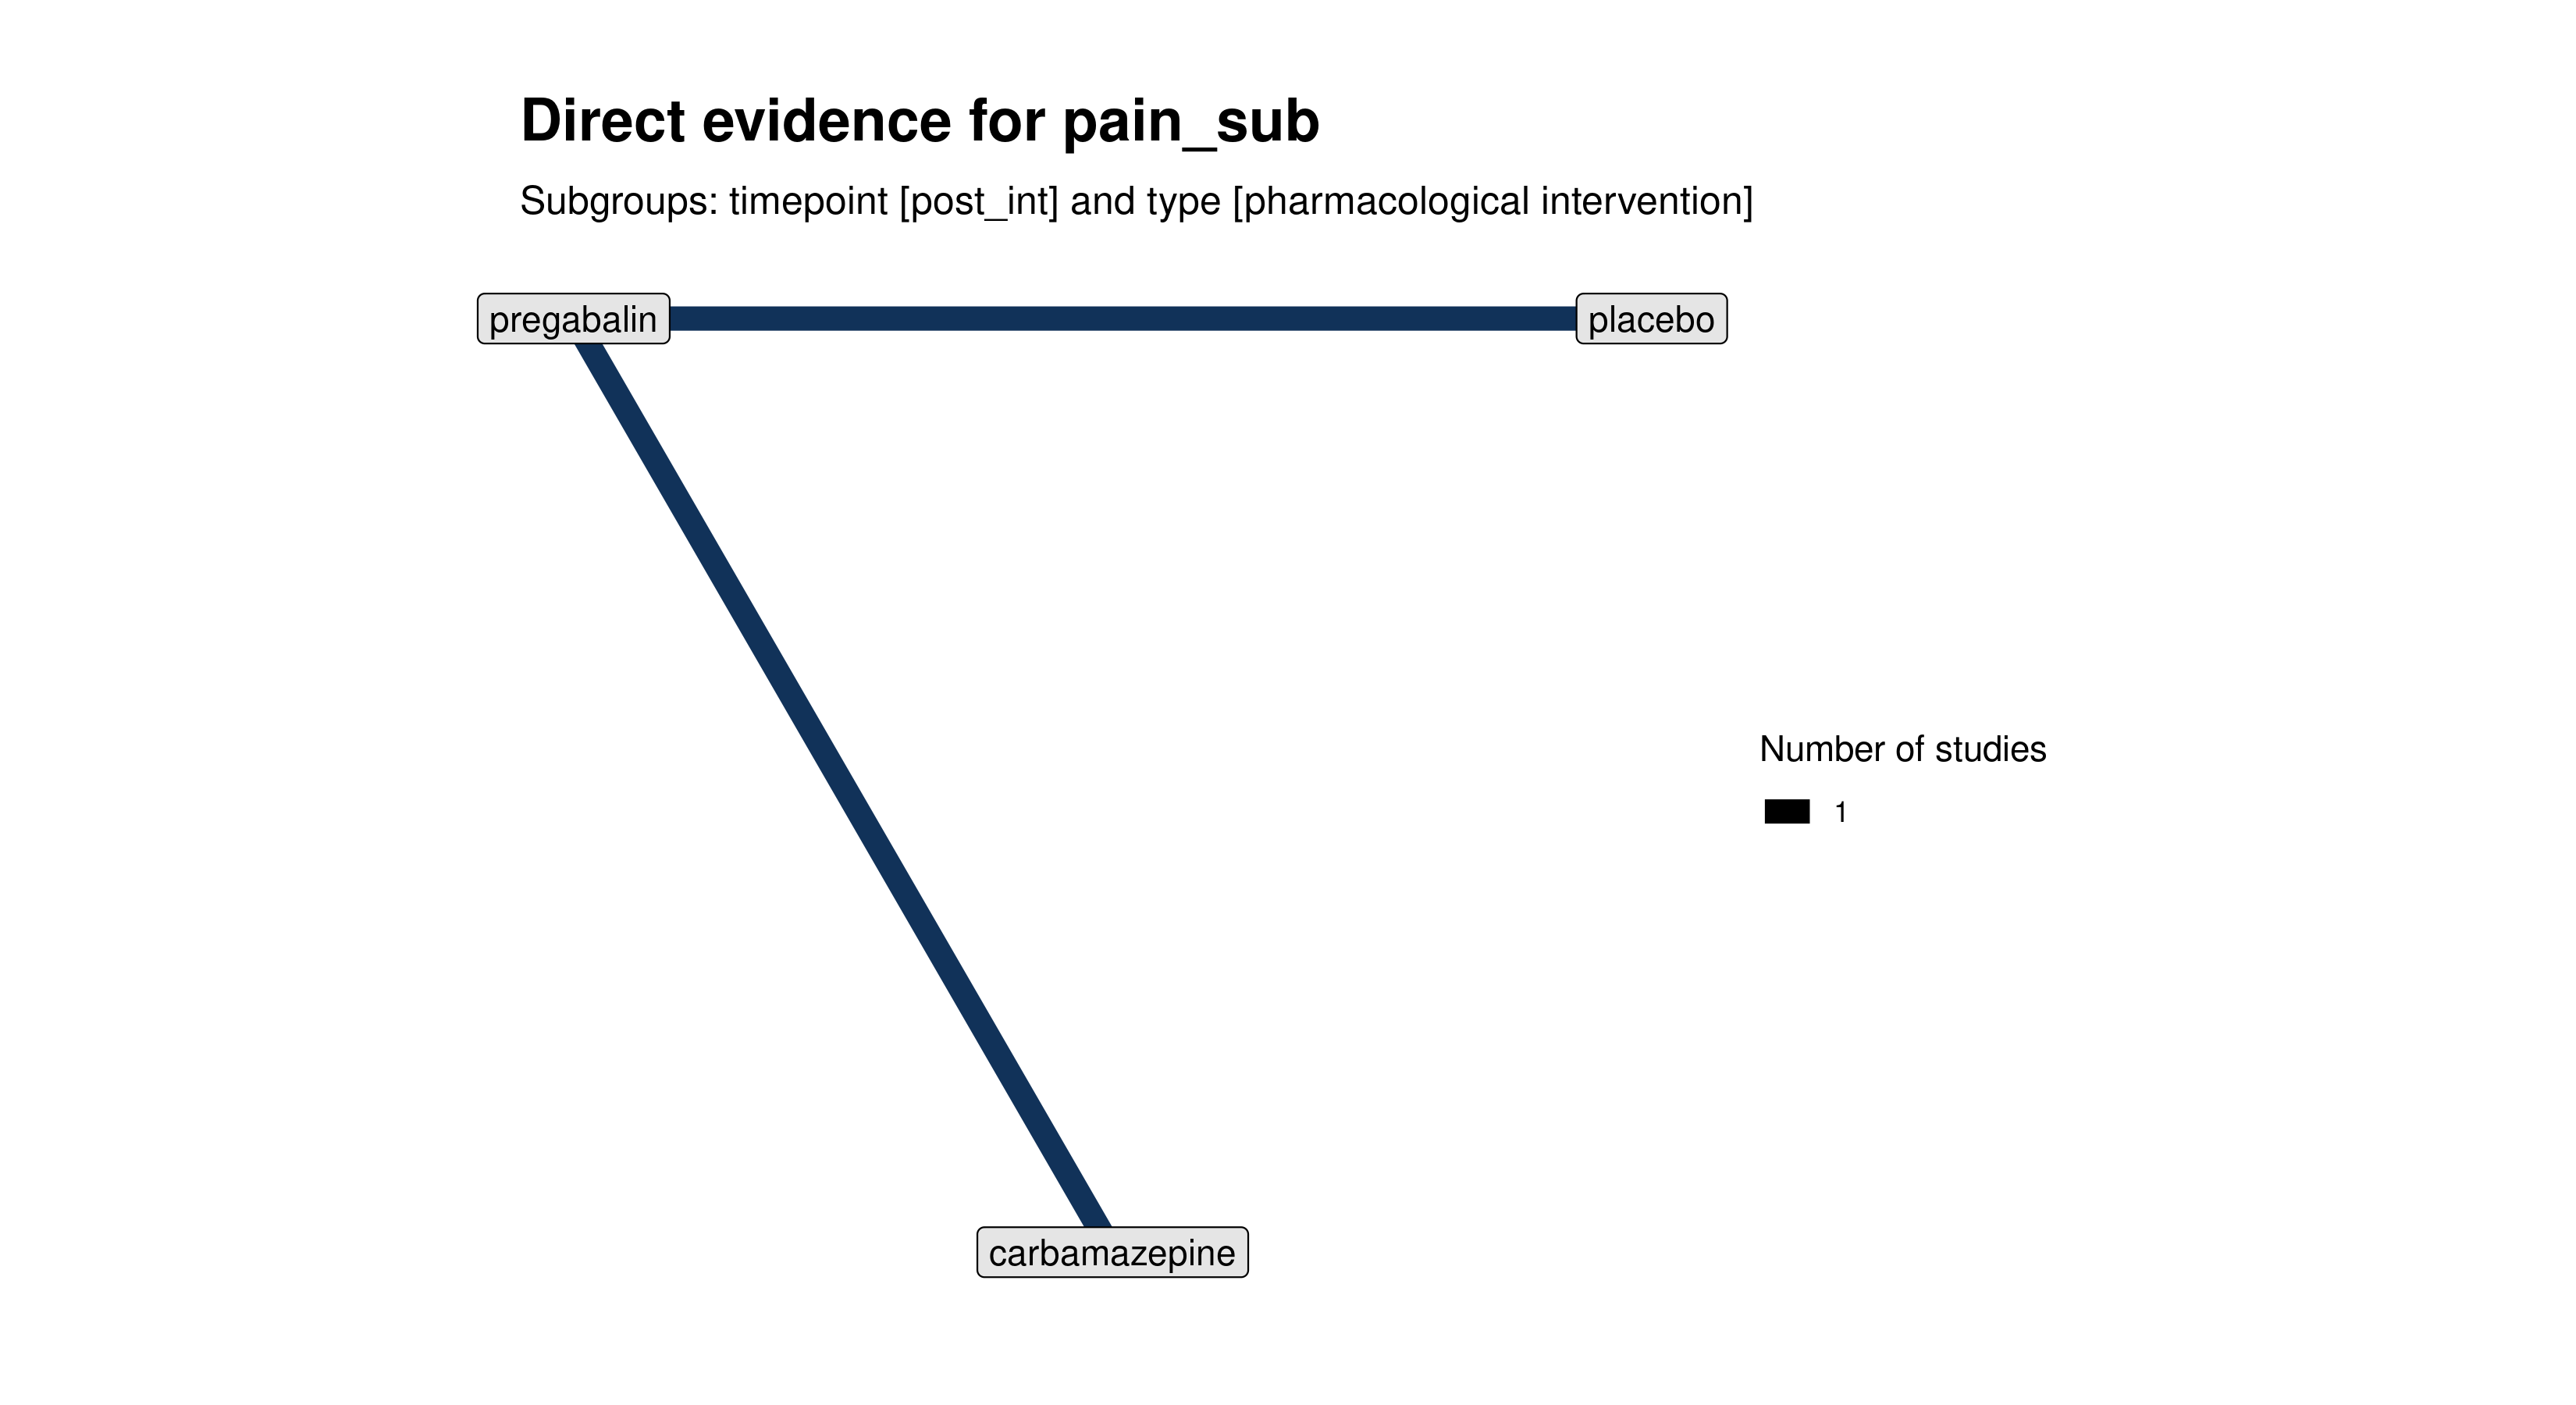 Direct evidence for pain_sub
Subgroups: timepoint [post_int] and type [pharmacological intervention]
pregabalin
placebo
Number of studies
1
carbamazepine